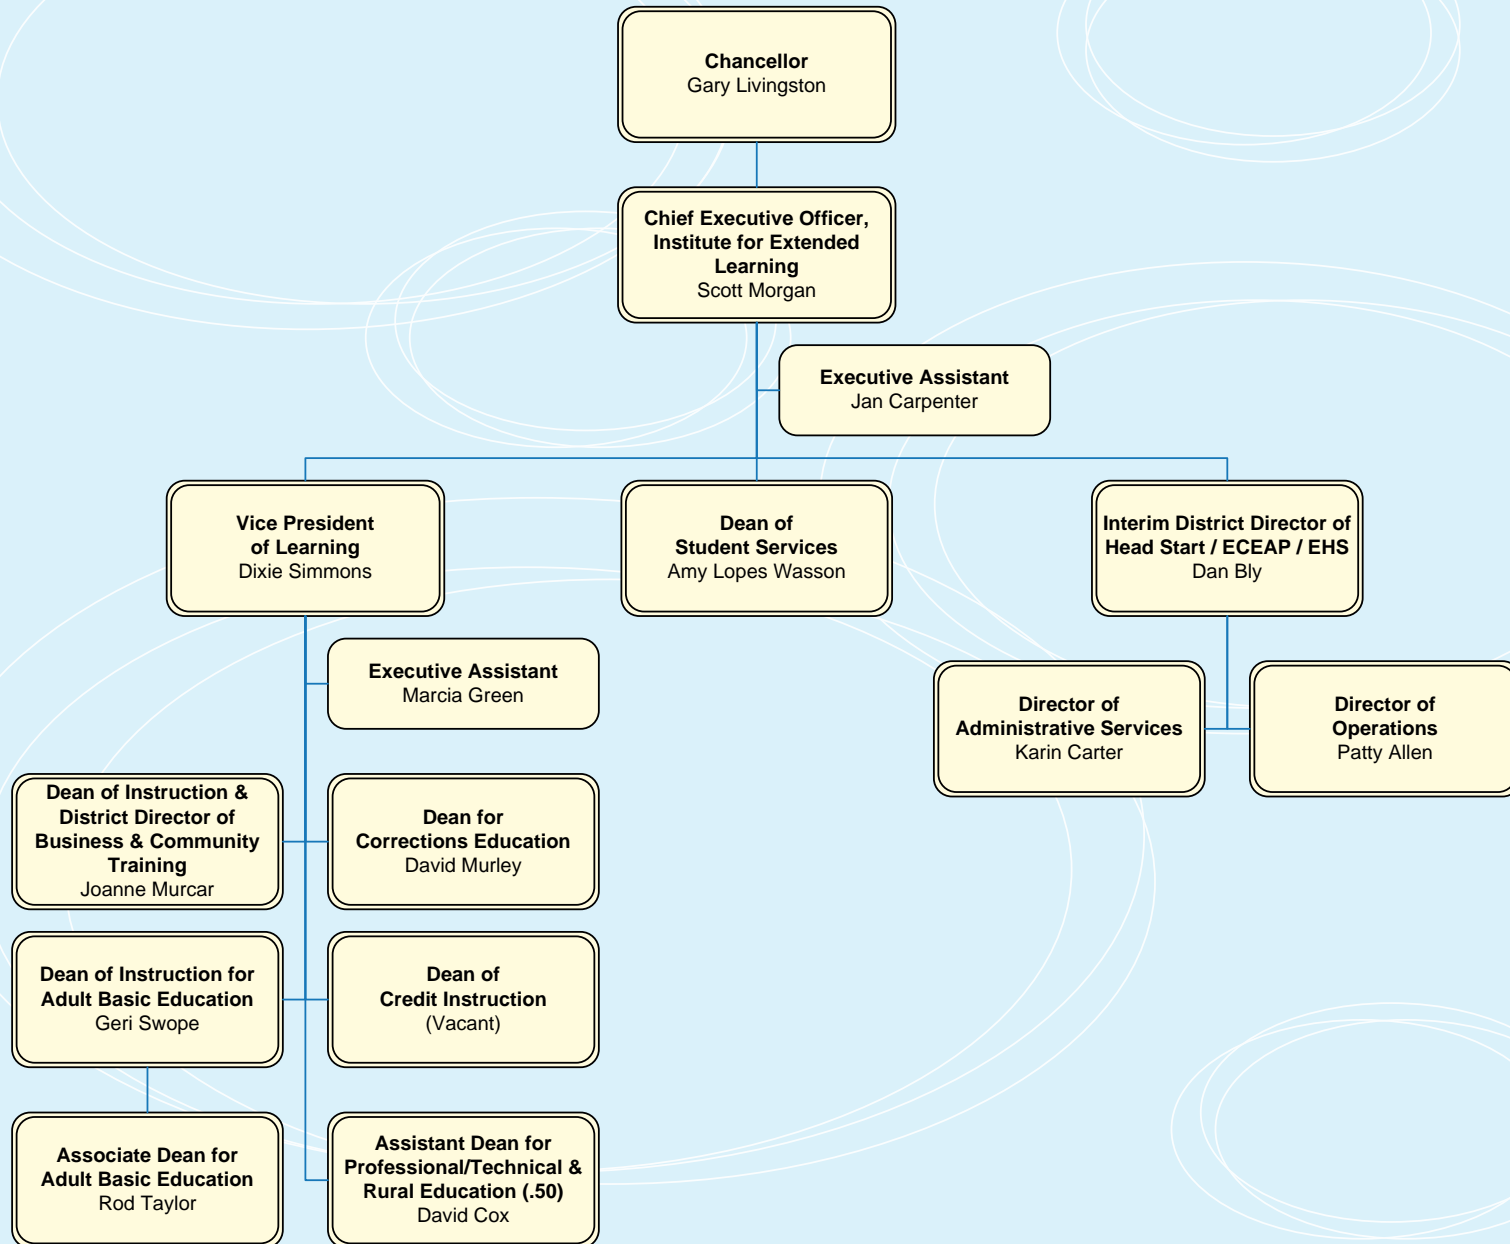 Chancellor
Gary Livingston
Chief Executive Officer,
Institute for Extended
Learning
Scott Morgan
Executive Assistant
Jan Carpenter
Vice President
of Learning
Dixie Simmons
Dean of
Student Services
Amy Lopes Wasson
Interim District Director of
Head Start / ECEAP / EHS
Dan Bly
Executive Assistant
Marcia Green
Director of
Administrative Services
Karin Carter
Director of
Operations
Patty Allen
Dean of Instruction &
District Director of
Business & Community
Training
Joanne Murcar
Dean for
Corrections Education
David Murley
Dean of Instruction for
Adult Basic Education
Geri Swope
Dean of
Credit Instruction
(Vacant)
Associate Dean for
Adult Basic Education
Rod Taylor
Assistant Dean for
Professional/Technical &
Rural Education (.50)
David Cox